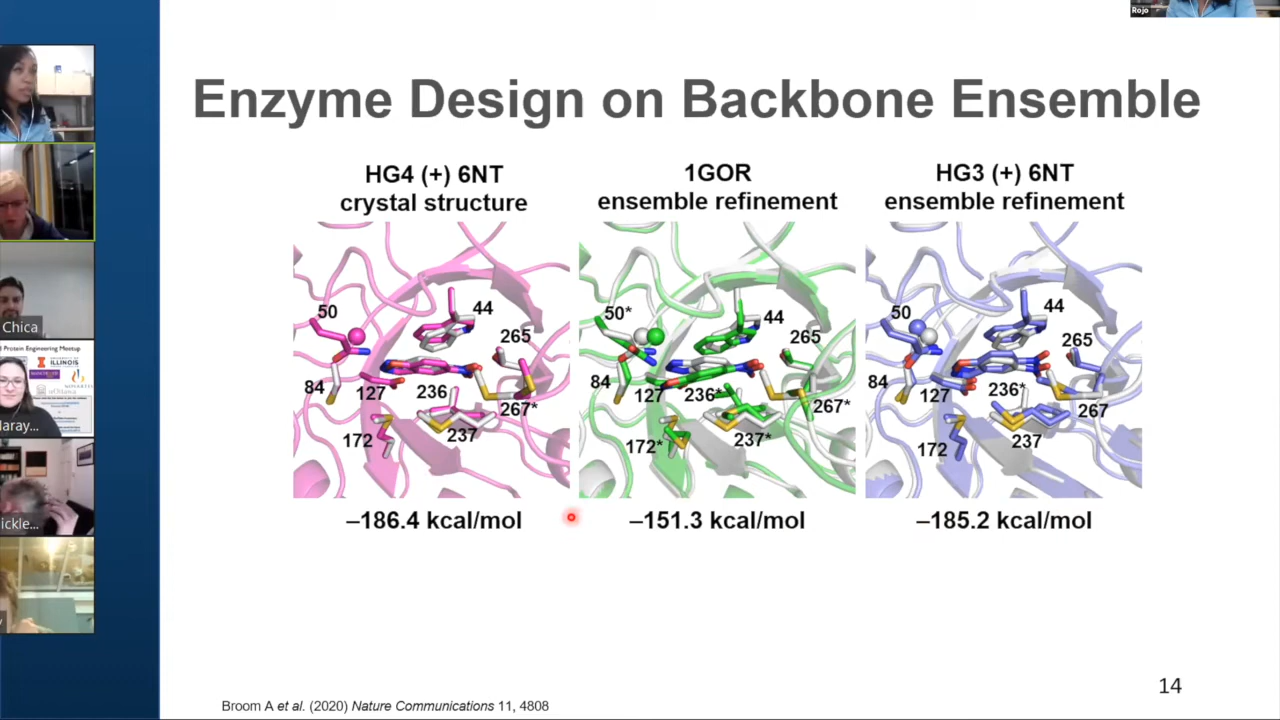 Rojo
Enzyme Design on Backbone Ensemble
HG4 (+) 6NT
crystal structure
1GOR
ensemble refinement
HG3 (+) 6NT
ensemble refinement
50
44
265
84
127
236
267*
172
237
50*
44
265
84
127
236*
267*
172*
237*
50
44
265
84
127
236*
267
172
237
–186.4 kcal/mol
–151.3 kcal/mol
–185.2 kcal/mol
Chica
Protein Engineering Meetup
ILLINOIS
aray...
ickle...
14
Broom A et al. (2020) Nature Communications 11, 4808